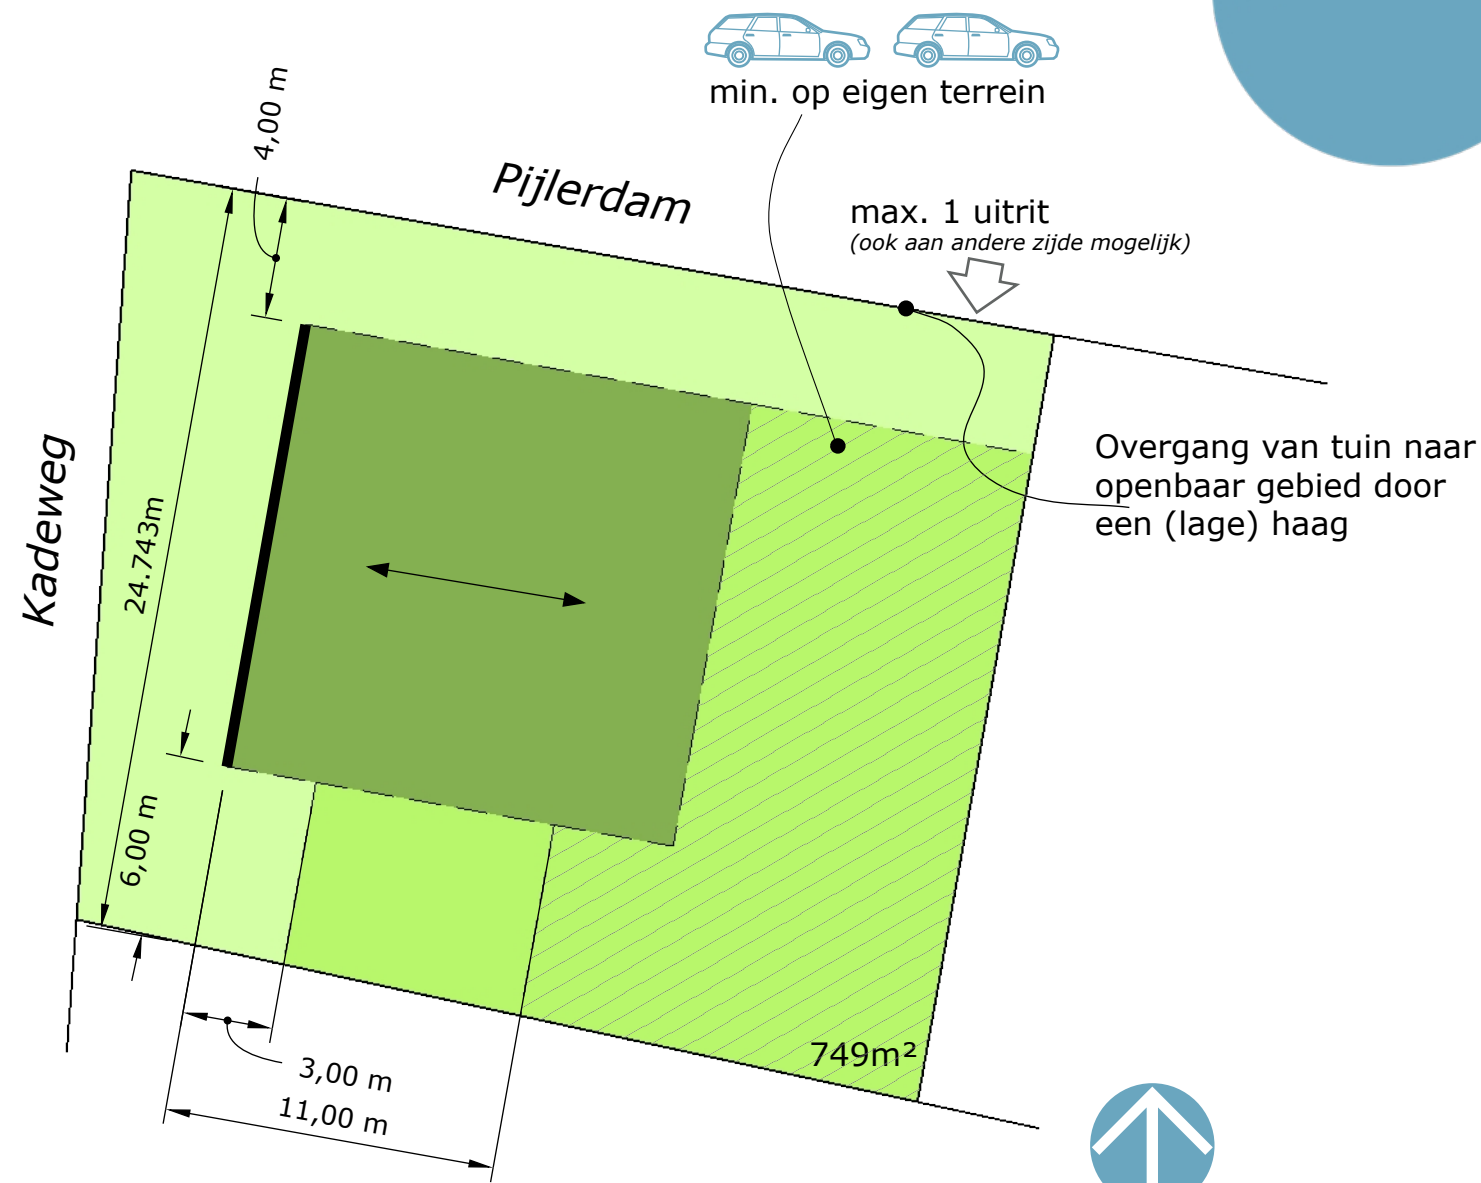 min. op eigen terrein
4,00 m
Pijlerdam
max. 1 uitrit
(ook aan andere zijde mogelijk)
Overgang van tuin naar
openbaar gebied door
een (lage) haag
Kadeweg
24.743m
6,00 m
749m²
3,00 m
11,00 m